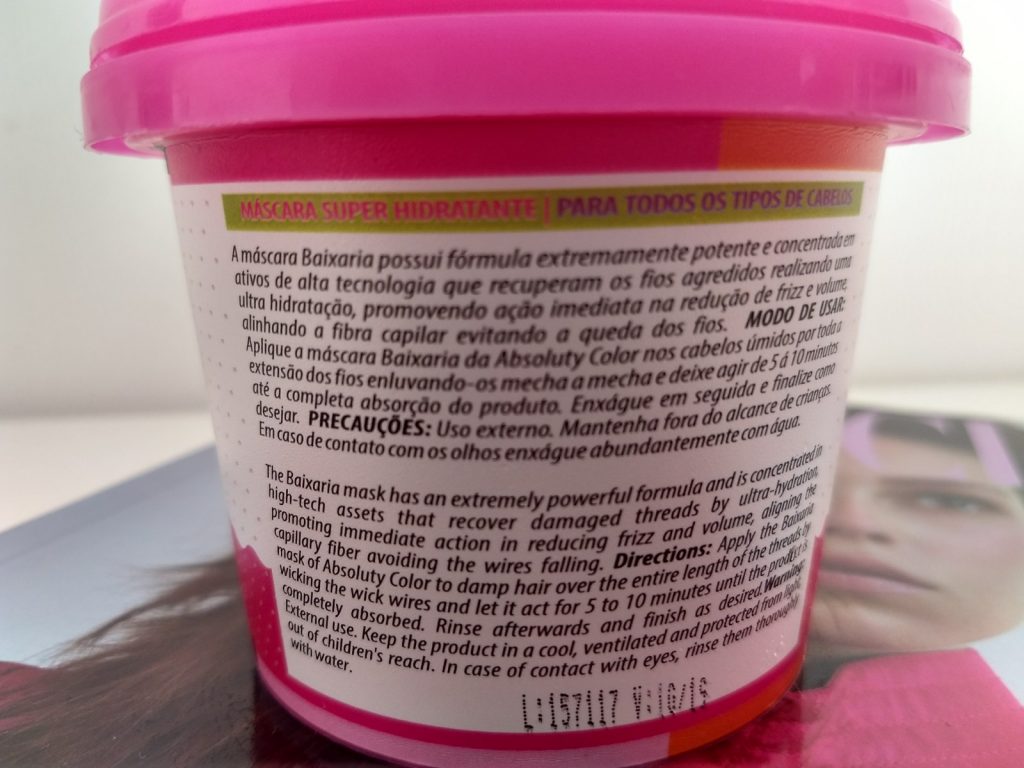 MÁSCARA SUPER HIDRATANTE | PARA TODOS OS TIPOS DE CABELOS
A máscara Baixaria possui fórmula extremamente potente e concentrada em
ativos de alta tecnologia que recuperam os fios agredidos realizando uma
ultra hidratação, promovendo ação imediata na redução de frizz e volume,
alinhando a fibra capilar evitando a queda dos fios. MODO DE USAR:
Aplique a máscara Baixaria da Absoluty Color nos cabelos úmidos por toda a
extensão dos fios enluvando-os mecha a mecha e deixe agir de 5 á 10 minutos
até a completa absorção do produto. Enxágue em seguida e finalize como
desejar. PRECAUÇÕES: Uso externo. Mantenha fora do alcance de crianças.
Em caso de contato com os olhos enxágue abundantemente com água.
The Baixaria mask has an extremely powerful formula and is concentrated in
high-tech assets that recover damaged threads by ultra-hydration,
promoting immediate action in reducing frizz and volume, aligning the
capillary fiber avoiding the wires falling. Directions: Apply the Baixaria
mask of Absoluty Color to damp hair over the entire length of the threads by
wicking the wick wires and let it act for 5 to 10 minutes until the product is
completely absorbed. Rinse afterwards and finish as desired. Warning:
External use. Keep the product in a cool, ventilated and protected from light,
out of children's reach. In case of contact with eyes, rinse them thoroughly
with water.
L:157117 V:10/19